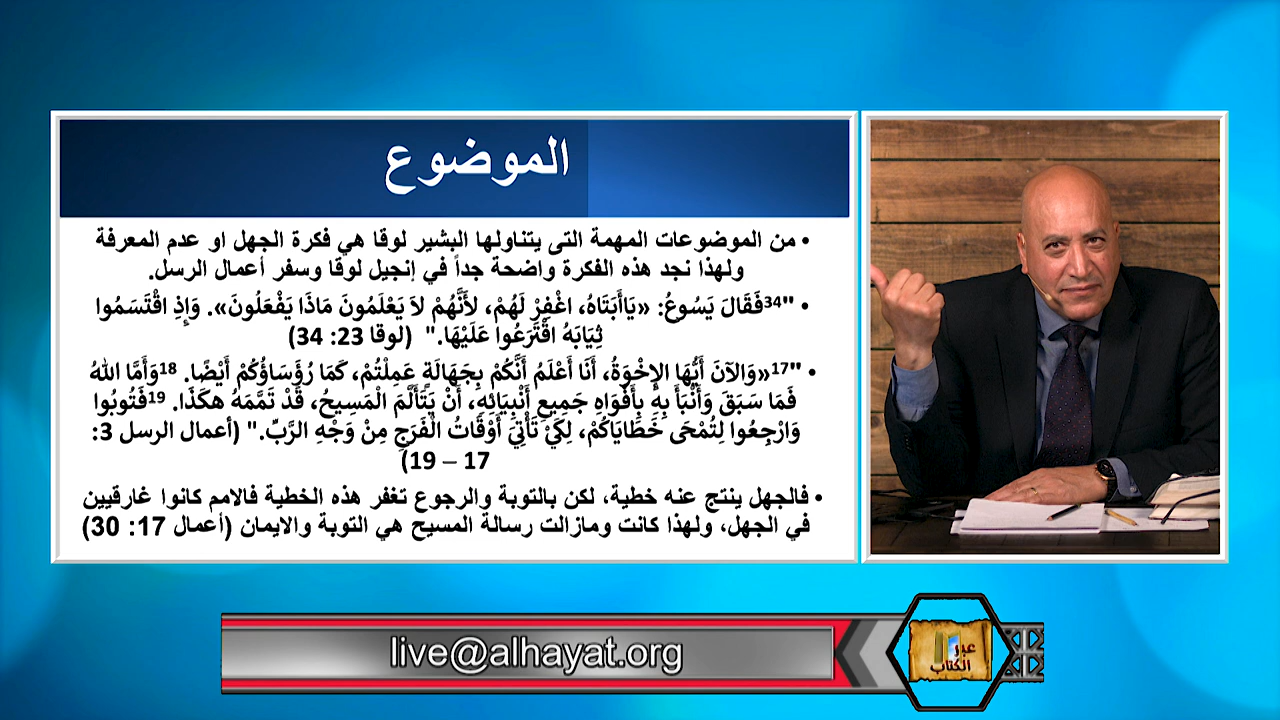 الموضوع
• من الموضوعات المهمة التى يتناولها البشير لوقا هي فكرة الجهل او عدم المعرفة
ولهذا نجد هذه الفكرة واضحة جداً في إنجيل لوقا وسفر أعمال الرسل.
• "34فَقَالَ يَسُوعُ: «يَاأَبَتَاهُ، اغْفِرْ لَهُمْ، لأَنَّهُمْ لاَ يَعْلَمُونَ مَاذَا يَفْعَلُونَ». وَإِذِ اقْتَسَمُوا
ثِيَابَهُ اقْتَرَعُوا عَلَيْهَا." (لوقا 23: 34)
• "17«وَالآنَ أَيُّهَا الإِخْوَةُ، أَنَا أَعْلَمُ أَنَّكُمْ بِجَهَالَةٍ عَمِلْتُمْ، كَمَا رُؤَسَاؤُكُمْ أَيْضًا. 18وَأَمَّا اللهُ
فَمَا سَبَقَ وَأَنْبَأَ بِهِ بِأَفْوَاهِ جَمِيعِ أَنْبِيَائِهِ، أَنْ يَتَأَلَّمَ الْمَسِيحُ، قَدْ تَمَّمَهُ هكَذَا. 19فَتُوبُوا
وَارْجِعُوا لِتُمْحَى خَطَايَاكُمْ، لِكَيْ تَأْتِيَ أَوْقَاتُ الْفَرَجِ مِنْ وَجْهِ الرَّبِّ." (أعمال الرسل 3:
17 – 19)
• فالجهل ينتج عنه خطية، لكن بالتوبة والرجوع تغفر هذه الخطية فالامم كانوا غارقيين
في الجهل، ولهذا كانت ومازالت رسالة المسيح هي التوبة والايمان (أعمال 17: 30)
live@alhayat.org
عبر
الكتاب